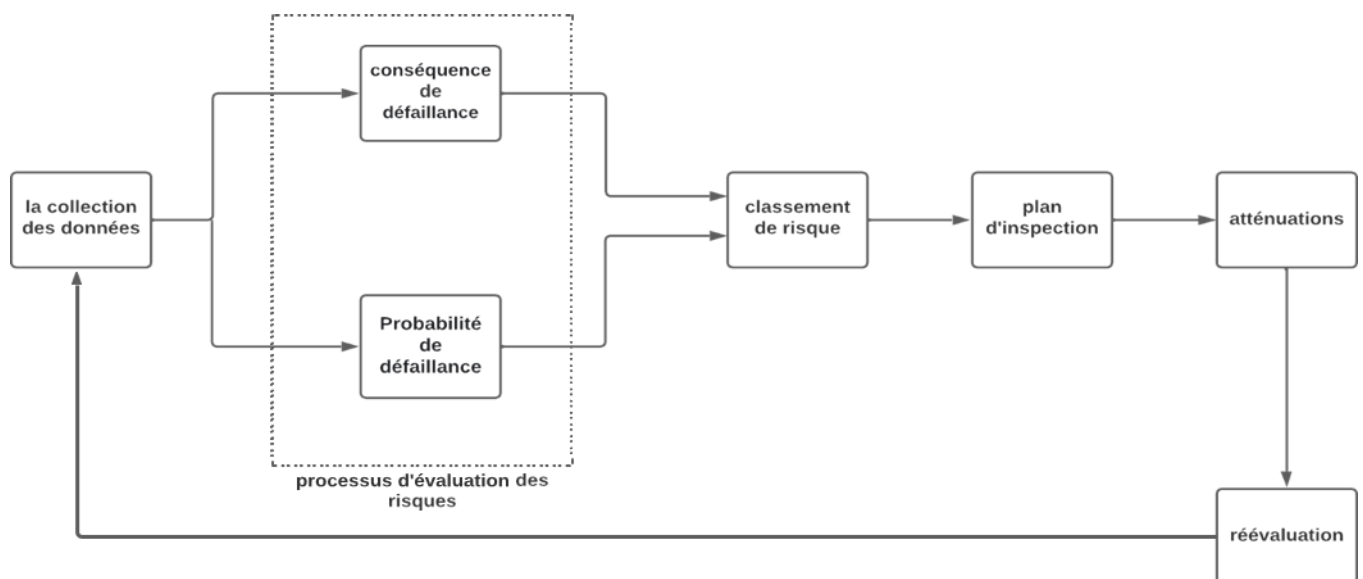 conséquence
de
défaillance
la collection
des données
classement
de risque
plan
d'inspection
atténuations
Probabilité
de
défaillance
processus d'évaluation des
risques
réévaluation